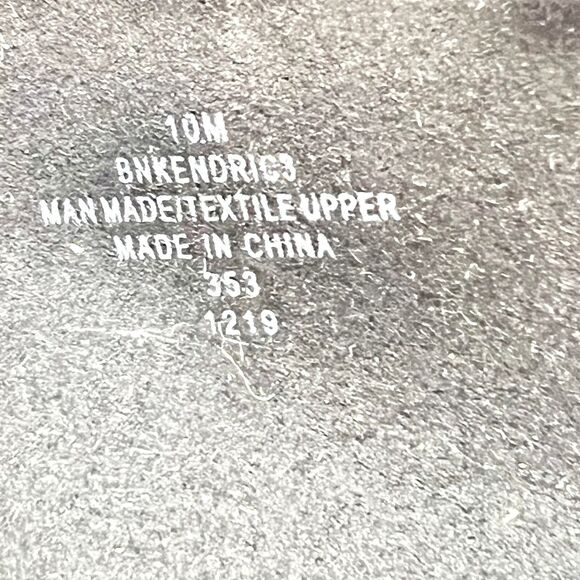 10M
BNKENDRIC3
MAN MADE/TEXTILE UPPER
MADE IN CHINA
353
1219